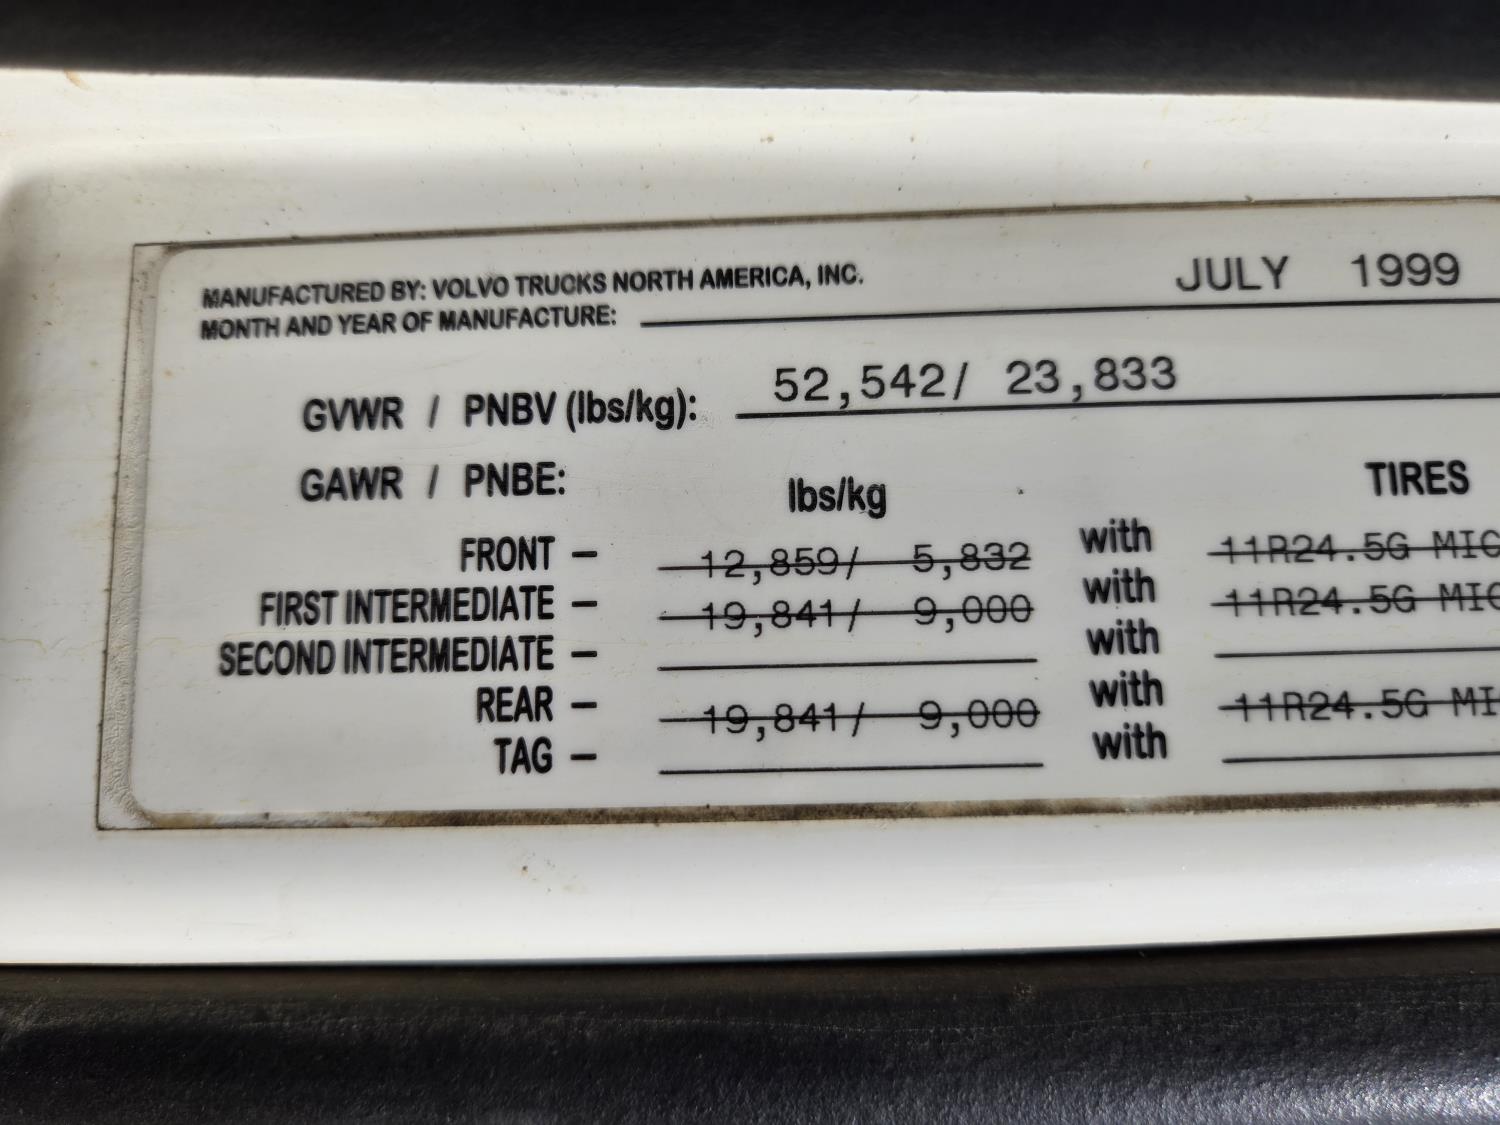 MANUFACTURED BY: VOLVO TRUCKS NORTH AMERICA, INC.
MONTH AND YEAR OF MANUFACTURE: JULY 1999
GVWR / PNBV (lbs/kg): 52,542/ 23,833
GAWR / PNBE: lbs/kg TIRES
FRONT – 12,859/ 5,832 with 11R24.5G MIC
FIRST INTERMEDIATE – 19,841/ 9,000 with 11R24.5G MIC
SECOND INTERMEDIATE – with
REAR – 19,841/ 9,000 with 11R24.5G MI
TAG – with